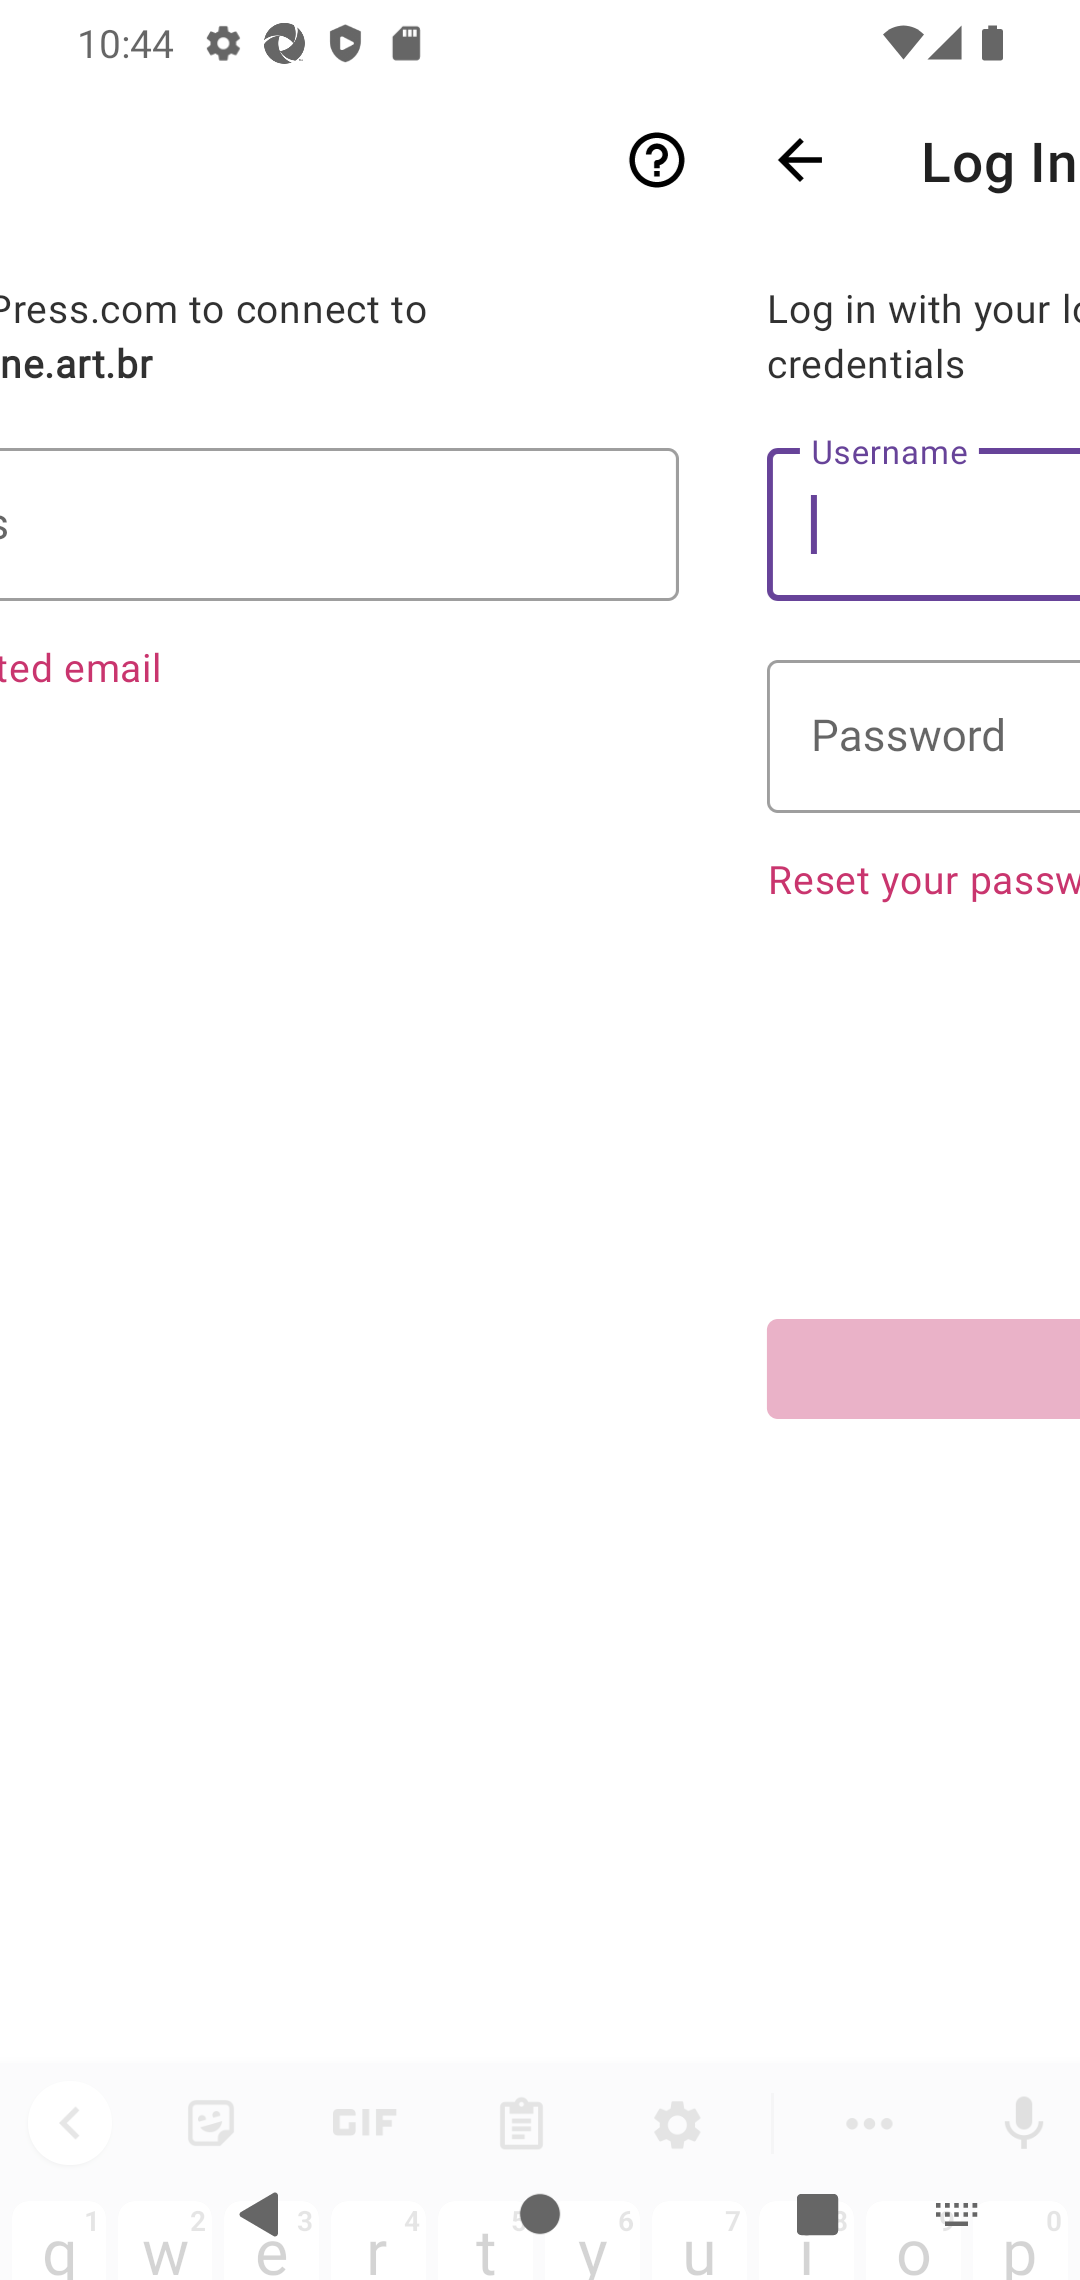 10:44
Log In
Press.com to connect to
ne.art.br
s
ted email
Log in with your lo
credentials
Username
Password
Reset your passw
GIF
1 2 3 4 5 6 7 8 9 0
q w e r t y u i o p